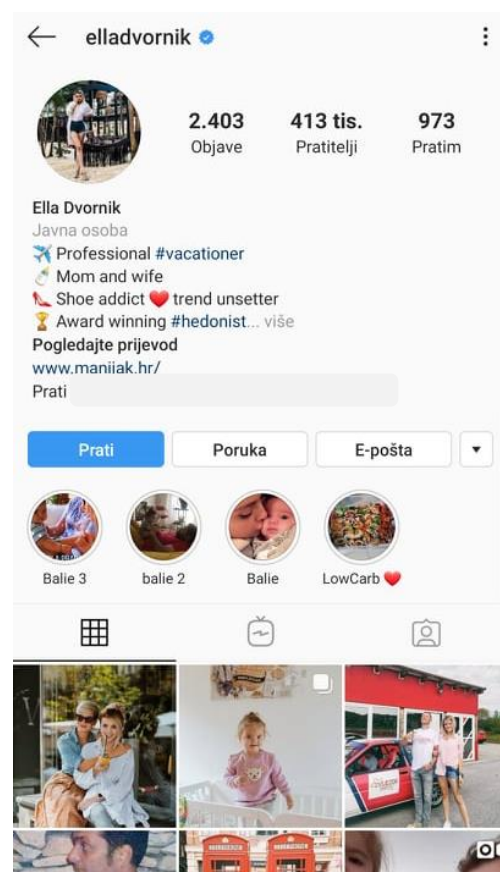 elladvornik
2.403 413 tis. 973
Objave Pratitelji Pratim
Ella Dvornik
Javna osoba
Professional #vacationer
Mom and wife
Shoe addict ❤️ trend unsetter
Award winning #hedonist... više
Pogledajte prijevod
www.manijak.hr/
Prati
Prati Poruka E-pošta
Balie 3 balie 2 Balie LowCarb ❤️